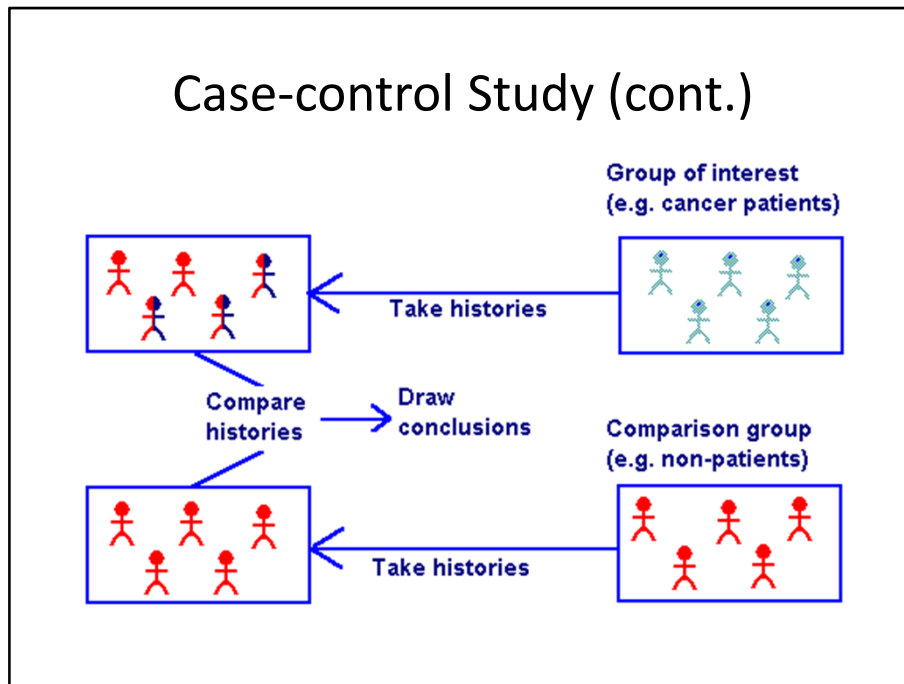 Case-control Study (cont.)
Group of interest
(e.g. cancer patients)
Take histories
Compare
histories
Draw
conclusions
Comparison group
(e.g. non-patients)
Take histories